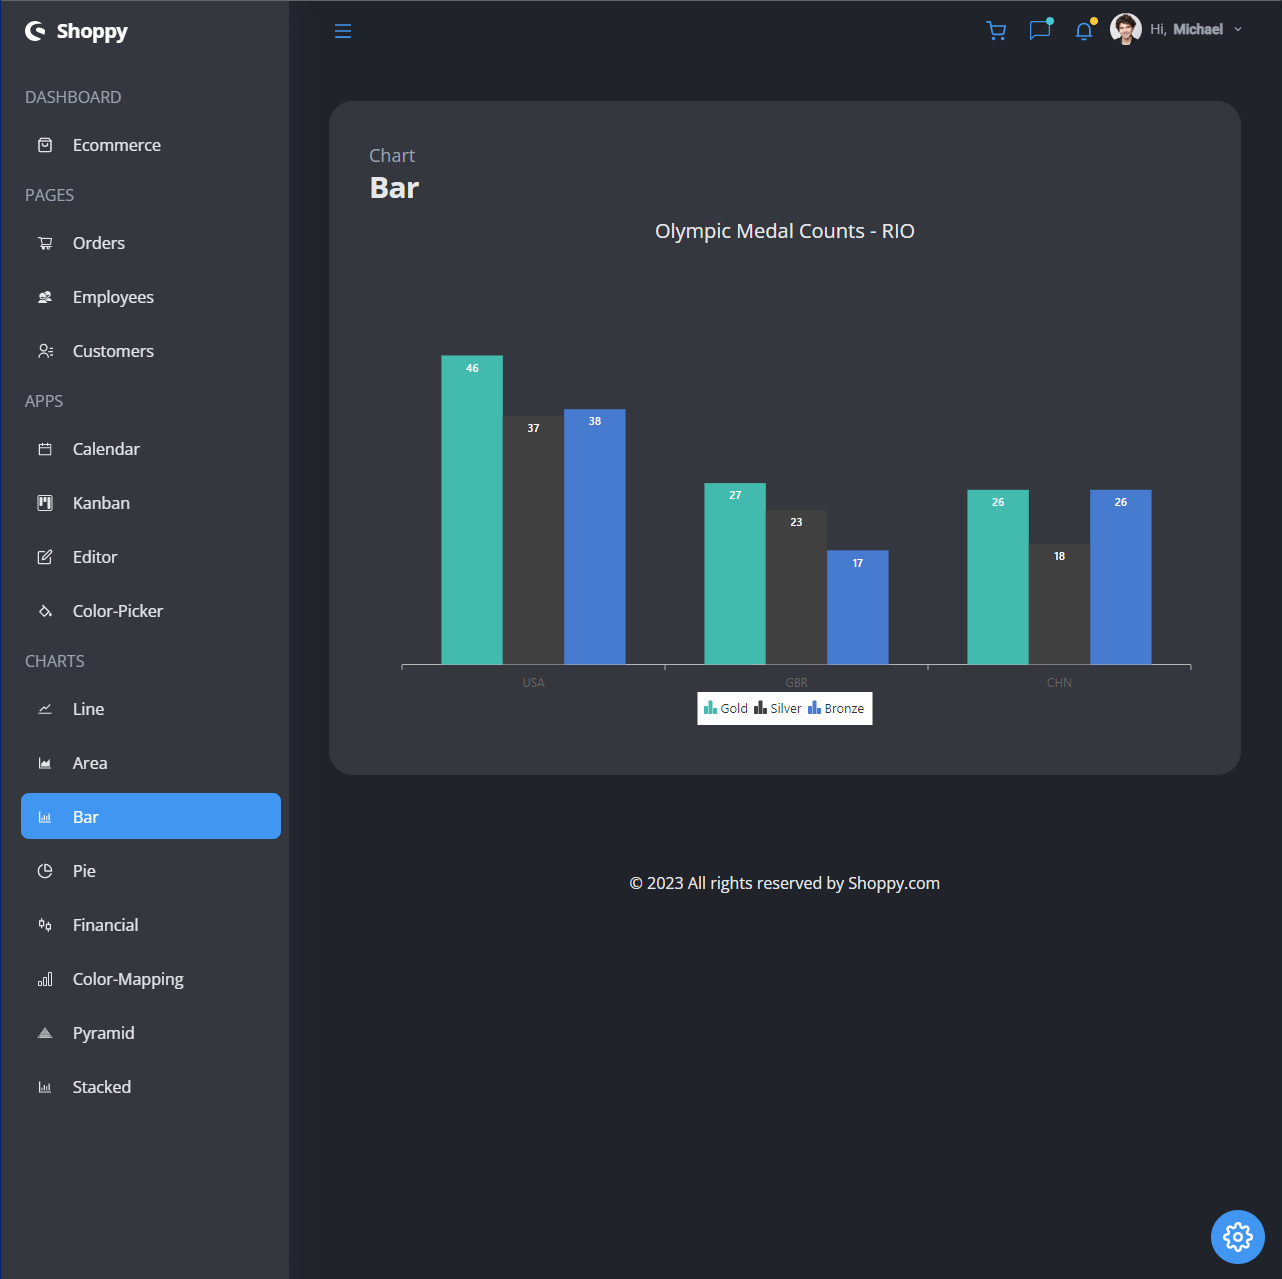 Shoppy
Hi, Michael
DASHBOARD
Ecommerce
PAGES
Orders
Employees
Customers
APPS
Calendar
Kanban
Editor
Color-Picker
CHARTS
Line
Area
Bar
Pie
Financial
Color-Mapping
Pyramid
Stacked
Chart
Bar
Olympic Medal Counts - RIO
46
37
38
27
23
17
26
18
26
USA GBR CHN
Gold Silver Bronze
© 2023 All rights reserved by Shoppy.com